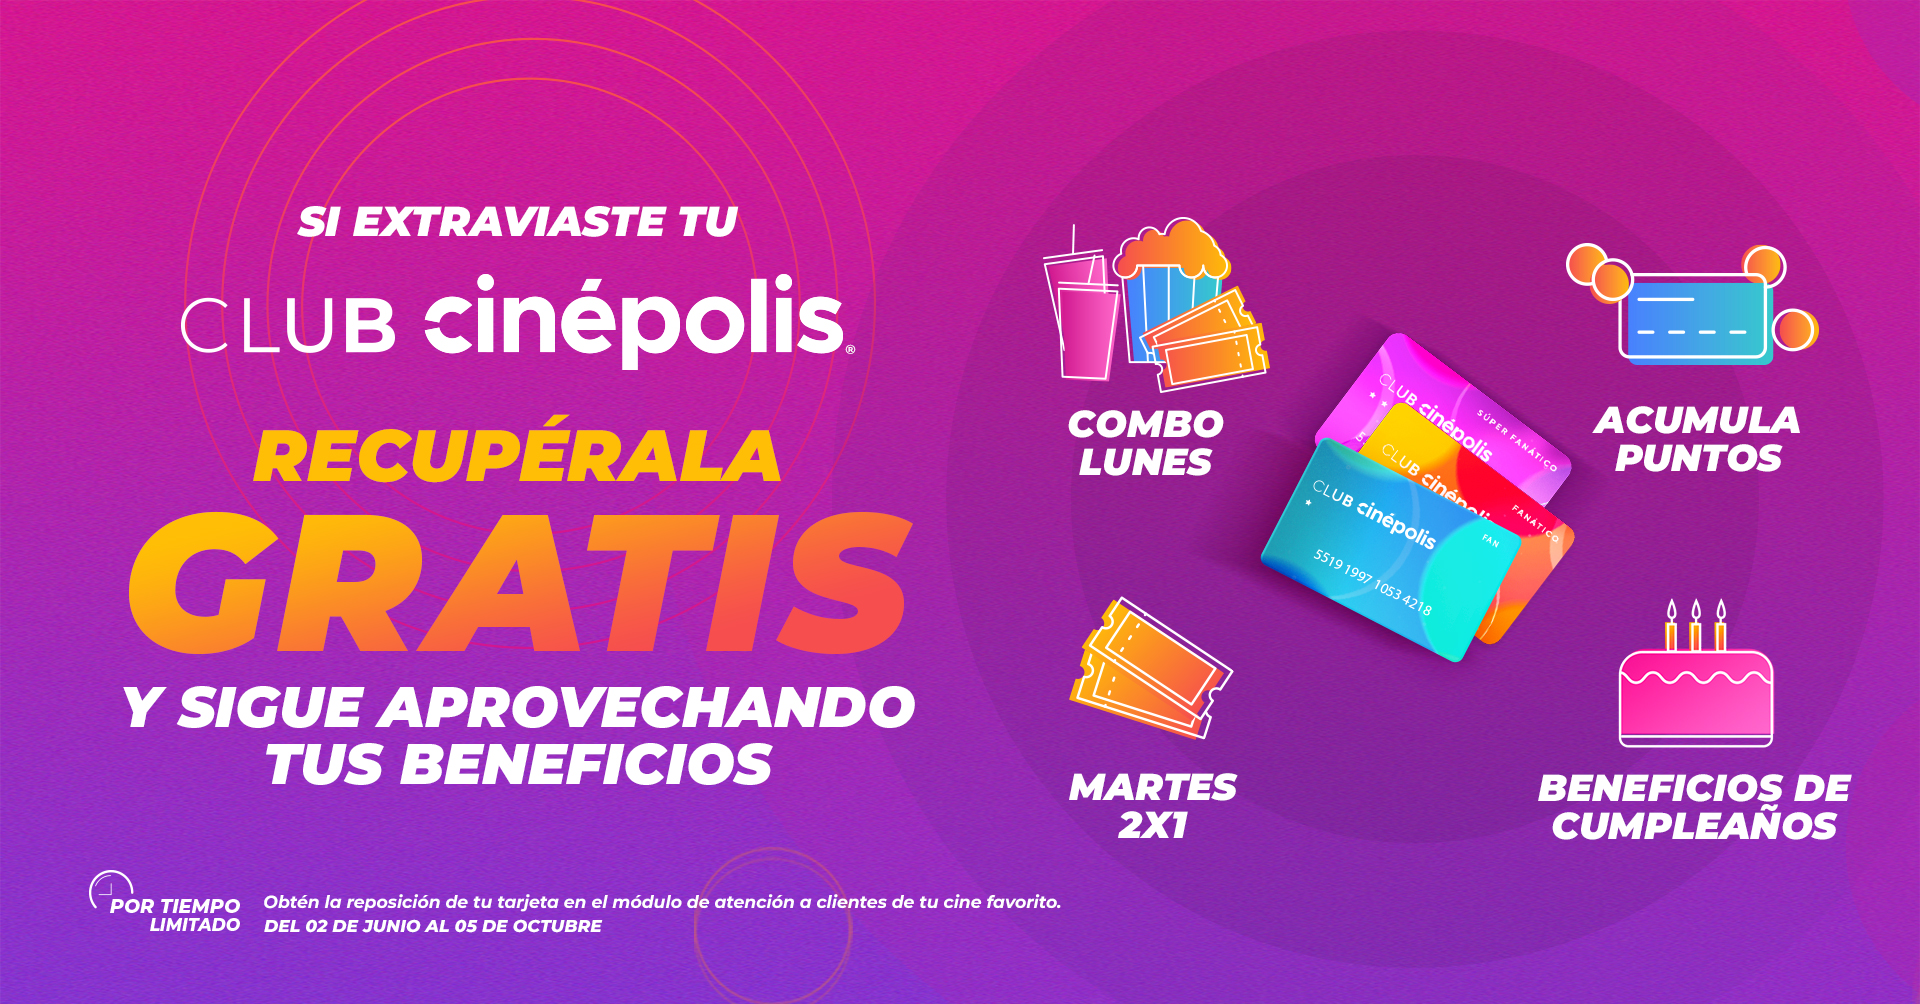 SI EXTRAVIASTE TU
CLUB cinépolis®
RECUPÉRALA
GRATIS
Y SIGUE APROVECHANDO
TUS BENEFICIOS
POR TIEMPO
LIMITADO
Obtén la reposición de tu tarjeta en el módulo de atención a clientes de tu cine favorito.
DEL 02 DE JUNIO AL 05 DE OCTUBRE
COMBO
LUNES
ACUMULA
PUNTOS
CLUB cinépolis
SÚPER FANÁTICO
CLUB
FANÁTICO
CLUB cinépolis
FAN
5519 1997 1053 4218
MARTES
2X1
BENEFICIOS DE
CUMPLEAÑOS